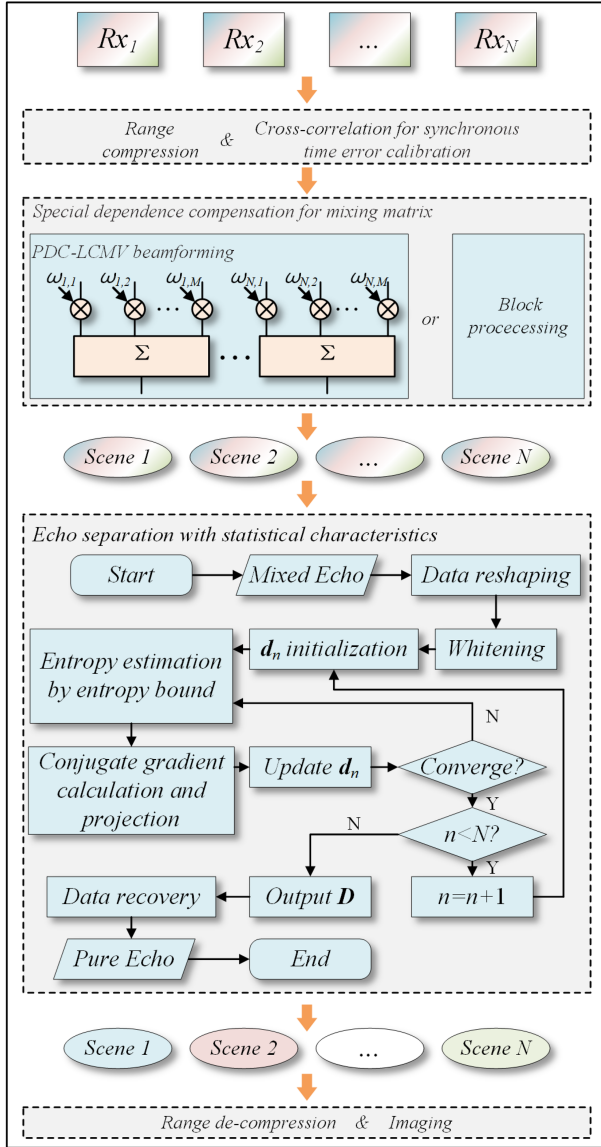 Rx1 Rx2 ... RxN
Range compression & Cross-correlation for synchronous time error calibration
Special dependence compensation for mixing matrix
PDC-LCMV beamforming
ω1,1 ω1,2 ω1,M ωN,1 ωN,2 ωN,M
... ...
Σ ... Σ
or
Block
procecessing
Scene 1 Scene 2 ... Scene N
Echo separation with statistical characteristics
Start Mixed Echo Data reshaping
Whitening
dn initialization
Entropy estimation
by entropy bound
Conjugate gradient
calculation and
projection
Update dn
Converge?
N
Y
n<N?
N
Y
n=n+1
Output D
Data recovery
Pure Echo
End
Scene 1 Scene 2 ... Scene N
Range de-compression & Imaging